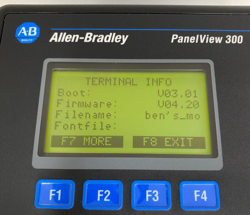 AB
Allen-Bradley
PanelView 300
TERMINAL INFO
Boot: V03.01
Firmware: V04.20
Filename: ben's_mo
Fontfile:
F7 MORE F8 EXIT
F1 F2 F3 F4